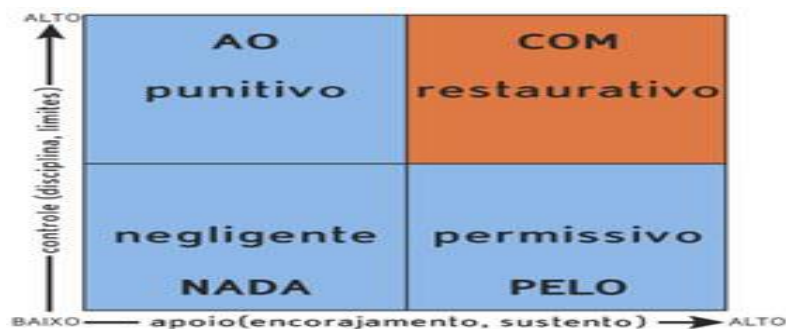 ALTO
AO
COM
punitivo
restaurativo
controle (disciplina, limites)
negligente
permissivo
NADA
PELO
BAIXO
apoio(encorajamento, sustento)
ALTO